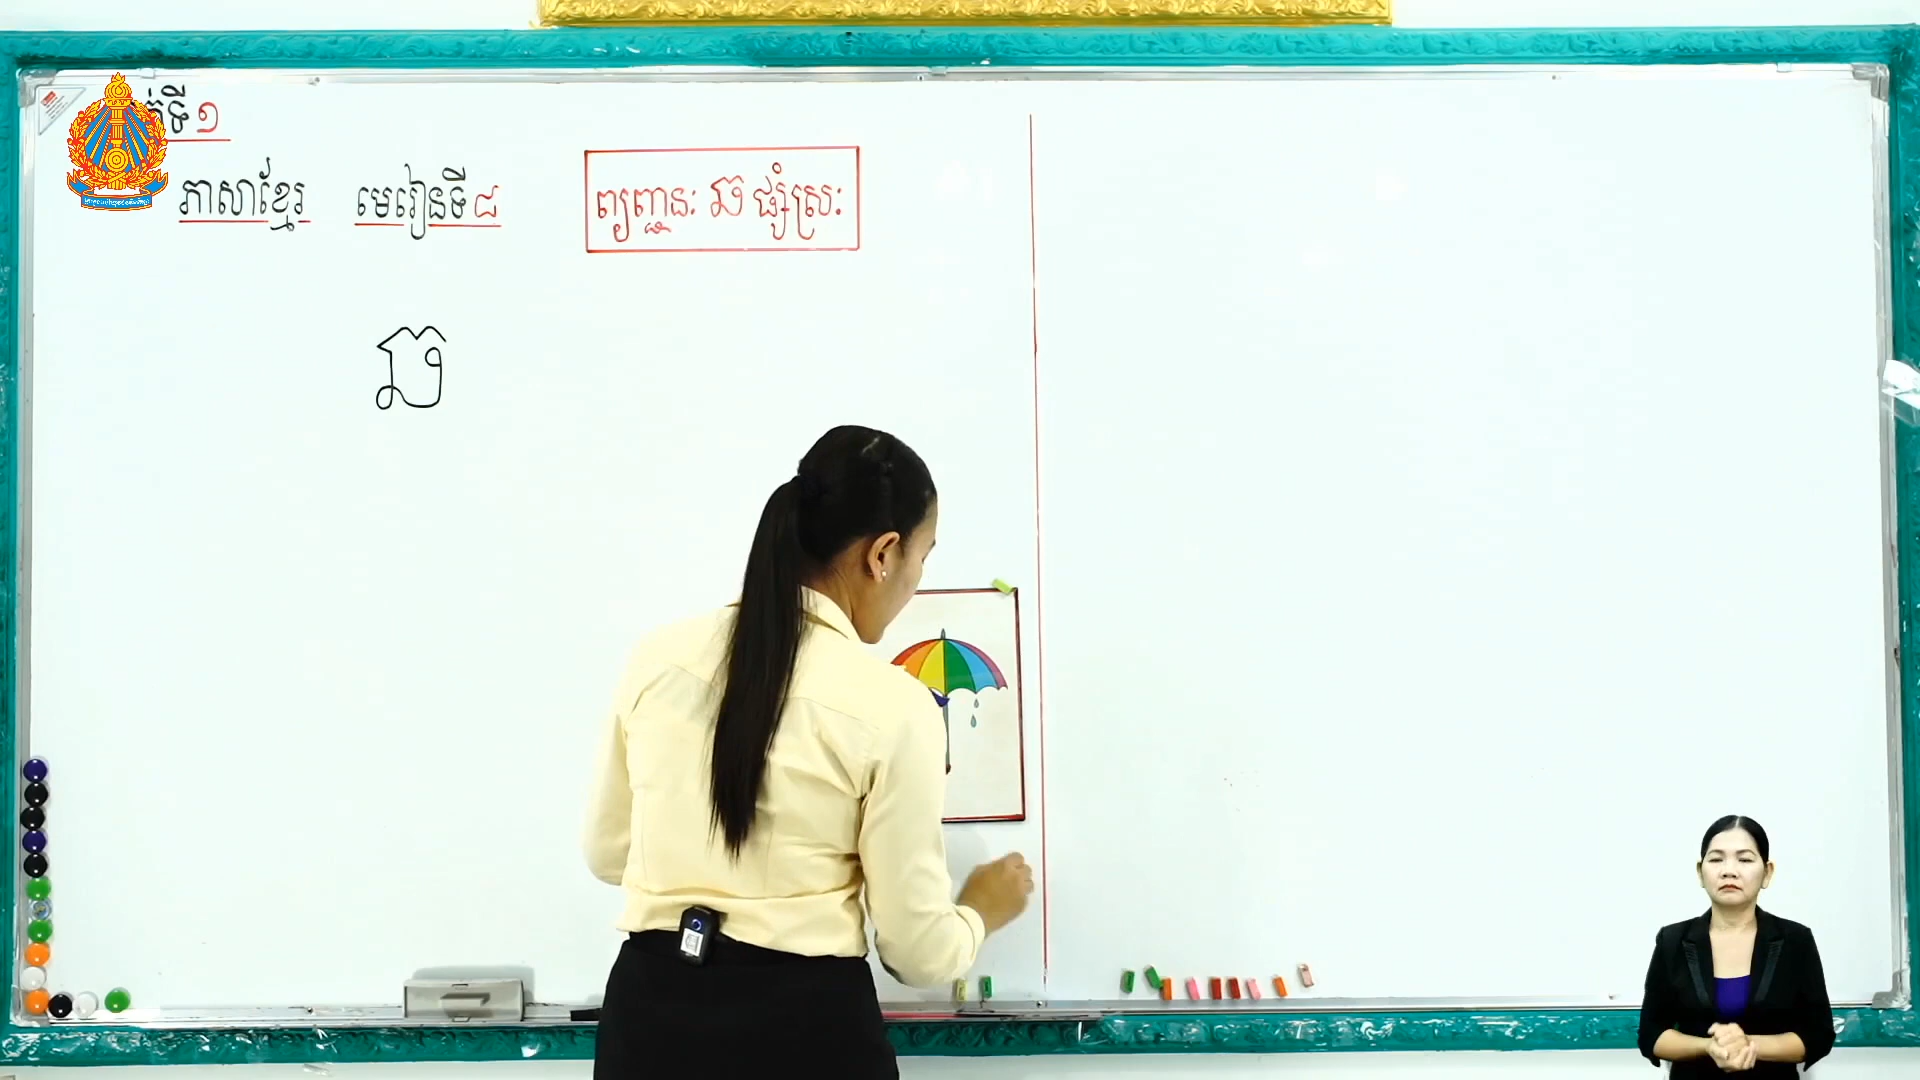 ទី ១
ភាសាខ្មែរ មេរៀនទី ៨
ព្យញ្ជនៈ ឆ ផ្សំស្រៈ
ឆ